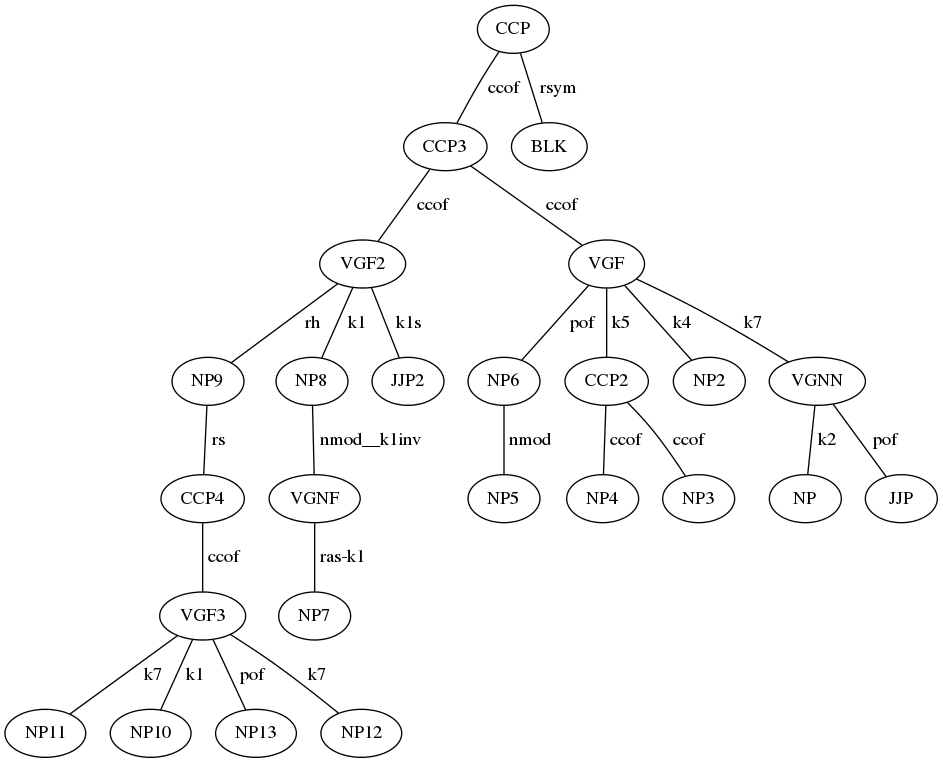 CCP
ccof rsym
CCP3 BLK
ccof ccof
VGF2 VGF
rh k1 k1s pof k5 k4 k7
NP9 NP8 JJP2 NP6 CCP2 NP2 VGNN
rs nmod__k1inv nmod ccof ccof k2 pof
CCP4 VGNF NP5 NP4 NP3 NP JJP
ccof ras-k1
VGF3 NP7
k7 k1 pof k7
NP11 NP10 NP13 NP12